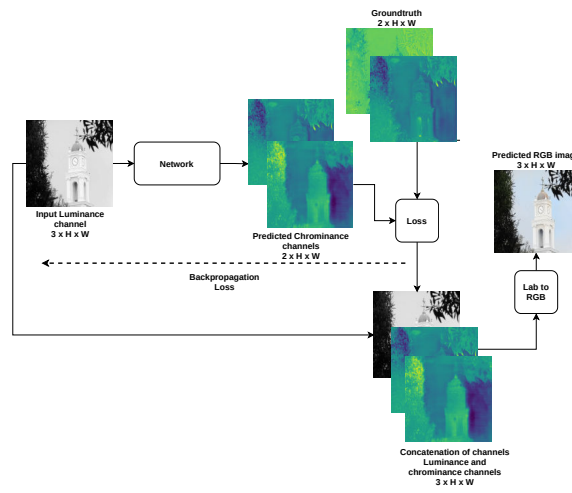 Groundtruth
2 x H x W
Network
Input Luminance
channel
3 x H x W
Predicted Chrominance
channels
2 x H x W
Loss
Predicted RGB imag
3 x H x W
Lab to
RGB
Backpropagation
Loss
Concatenation of channels
Luminance and
chrominance channels
3 x H x W